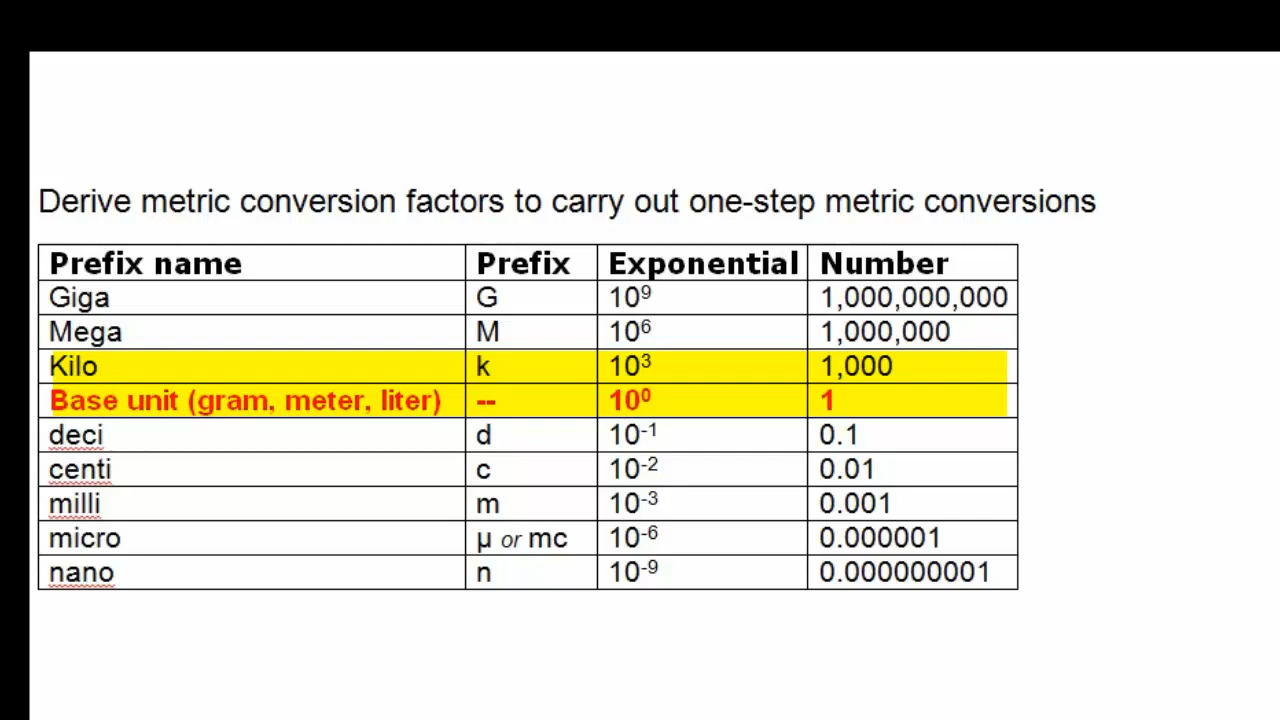 Derive metric conversion factors to carry out one-step metric conversions
Prefix name Prefix Exponential Number
Giga G 10⁹ 1,000,000,000
Mega M 10⁶ 1,000,000
Kilo k 10³ 1,000
Base unit (gram, meter, liter) -- 10⁰ 1
deci d 10⁻¹ 0.1
centi c 10⁻² 0.01
milli m 10⁻³ 0.001
micro µ or mc 10⁻⁶ 0.000001
nano n 10⁻⁹ 0.000000001